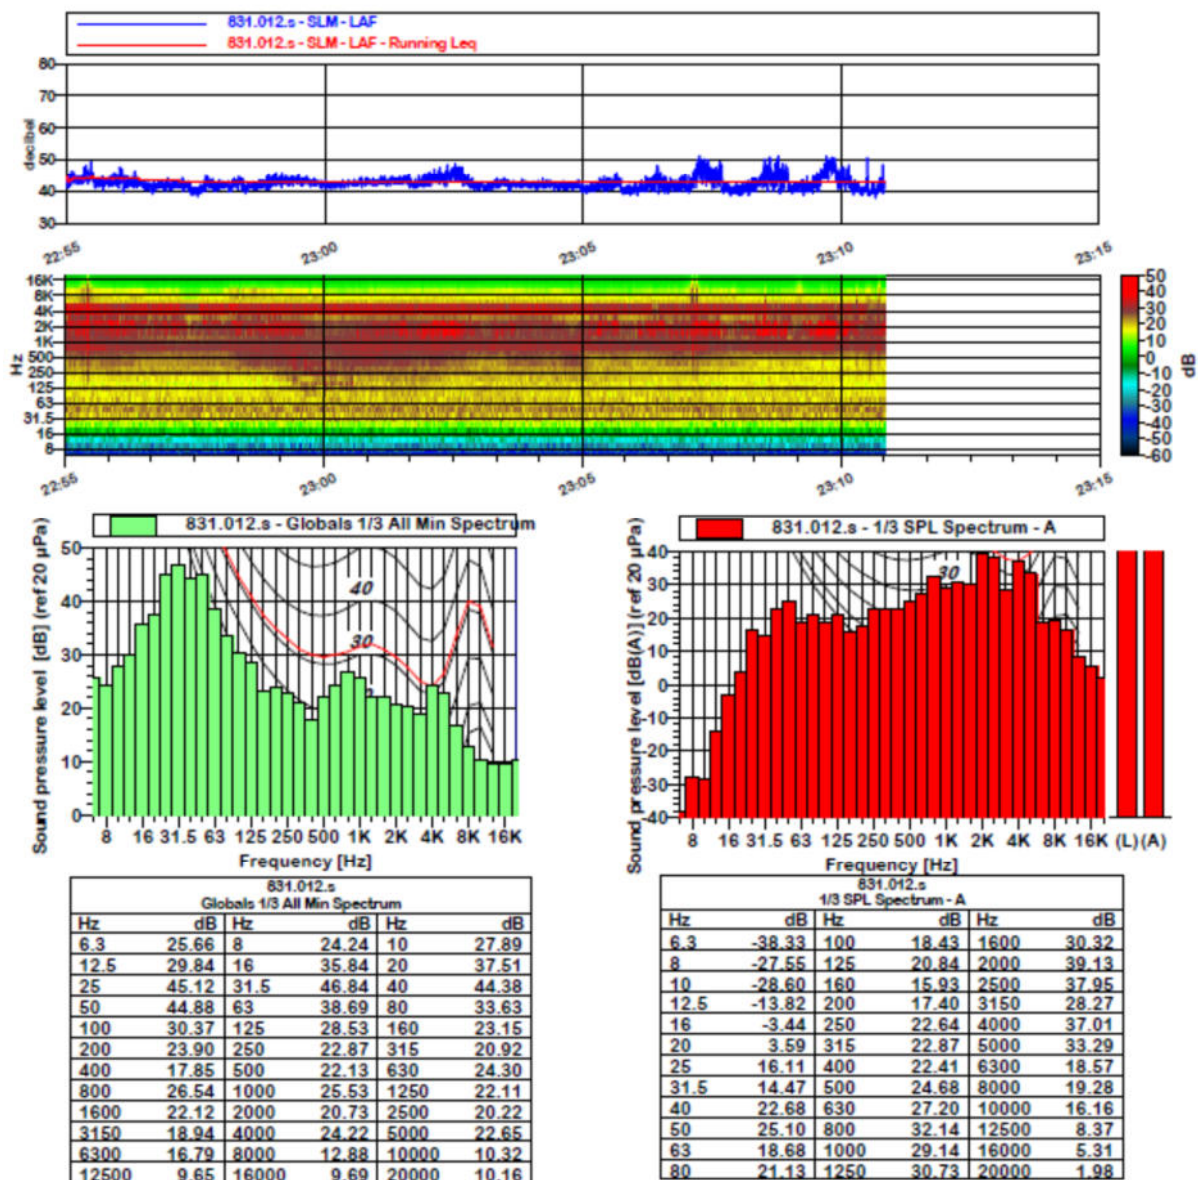 831.012.s - SLM - LAF
831.012.s - SLM - LAF - Running Leq
decibel
80
70
60
50
40
30
22:55 23:00 23:05 23:10 23:15
Hz
16K
8K
4K
2K
1K
500
250
125
63
31.5
16
8
50
40
30
20
10
0
-10
-20
-30
-40
-50
-60
dB
22:55 23:00 23:05 23:10 23:15
831.012.s - Globals 1/3 All Min Spectrum
Sound pressure level [dB] (ref 20 µPa)
50
40
30
20
10
0
40
30
8 16 31.5 63 125 250 500 1K 2K 4K 8K 16K
Frequency [Hz]
831.012.s - 1/3 SPL Spectrum - A
Sound pressure level [dB(A)] (ref 20 µPa)
40
30
20
10
0
-10
-20
-30
-40
30
8 16 31.5 63 125 250 500 1K 2K 4K 8K 16K (L) (A)
Frequency [Hz]
831.012.s
Globals 1/3 All Min Spectrum
Hz dB Hz dB Hz dB
6.3 25.66 8 24.24 10 27.89
12.5 29.84 16 35.84 20 37.51
25 45.12 31.5 46.84 40 44.38
50 44.88 63 38.69 80 33.63
100 30.37 125 28.53 160 23.15
200 23.90 250 22.87 315 20.92
400 17.85 500 22.13 630 24.30
800 26.54 1000 25.53 1250 22.11
1600 22.12 2000 20.73 2500 20.22
3150 18.94 4000 24.22 5000 22.65
6300 16.79 8000 12.88 10000 10.32
12500 9.65 16000 9.69 20000 10.16
831.012.s
1/3 SPL Spectrum - A
Hz dB Hz dB Hz dB
6.3 -38.33 100 18.43 1600 30.32
8 -27.55 125 20.84 2000 39.13
10 -28.60 160 15.93 2500 37.95
12.5 -13.82 200 17.40 3150 28.27
16 -3.44 250 22.64 4000 37.01
20 3.59 315 22.87 5000 33.29
25 16.11 400 22.41 6300 18.57
31.5 14.47 500 24.68 8000 19.28
40 22.68 630 27.20 10000 16.16
50 25.10 800 32.14 12500 8.37
63 18.68 1000 29.14 16000 5.31
80 21.13 1250 30.73 20000 1.98